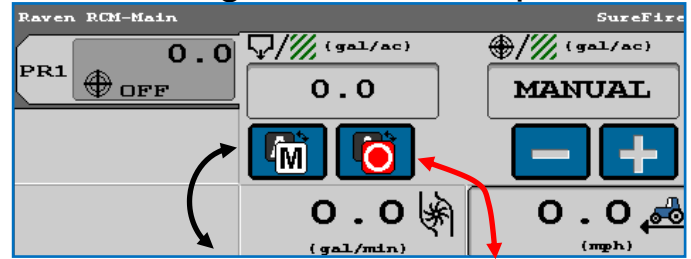 Raven RCM-Main SureFire
PR1 0.0 OFF
(gal/ac) (gal/ac)
0.0 MANUAL
M
0.0 0.0
(gal/min) (mph)